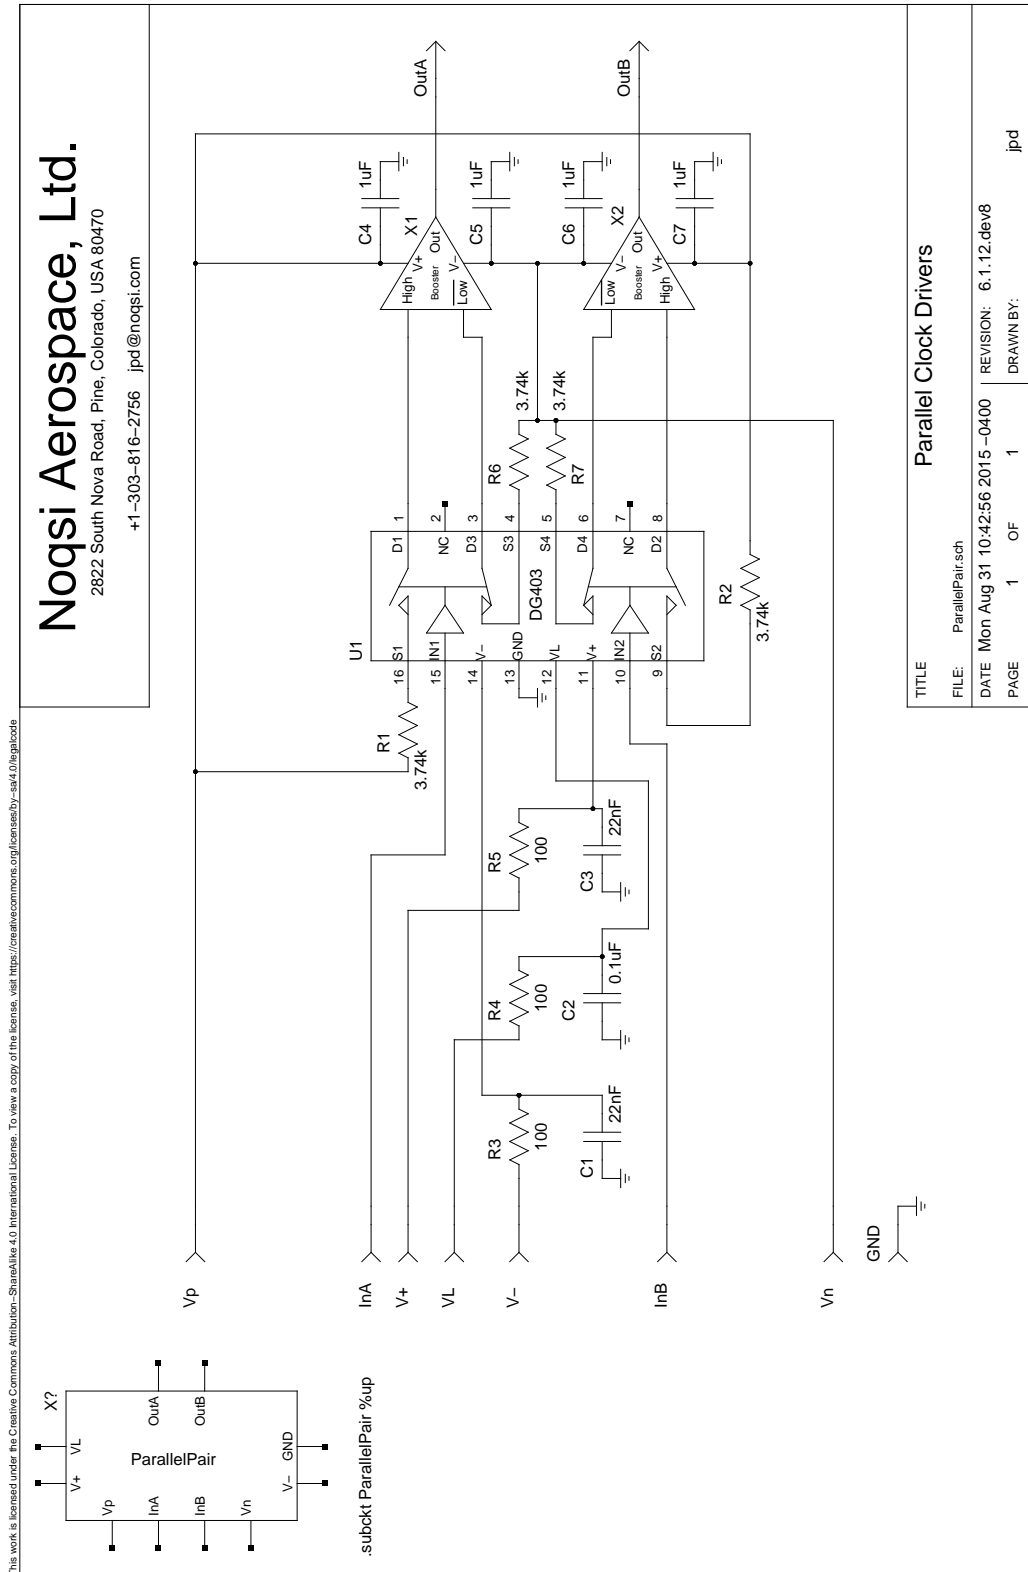 This work is licensed under the Creative Commons Attribution−ShareAlike 4.0 International License. To view a copy of the license, visit https://creativecommons.org/licenses/by−sa/4.0/legalcode
Noqsi Aerospace, Ltd.
2822 South Nova Road, Pine, Colorado, USA 80470
+1−303−816−2756 jpd@noqsi.com
X?
V+
VL
Vp
InA
InB
Vn
OutA
OutB
ParallelPair
V−
GND
.subckt ParallelPair %up
Vp
InA
V+
VL
V−
InB
Vn
GND
R3
100
C1
22nF
R4
100
C2
0.1uF
R5
100
C3
22nF
R1
3.74k
U1
16 S1
15 IN1
14 V−
13 GND
12 VL
11 V+
10 IN2
9 S2
DG403
D1 1
NC 2
D3 3
S3 4
S4 5
D4 6
NC 7
D2 8
R2
3.74k
R6
3.74k
R7
3.74k
High
V+
Booster
Out
Low
V−
X1
C4
1uF
C5
1uF
OutA
Low
V−
Booster
Out
High
V+
X2
C6
1uF
C7
1uF
OutB
TITLE
Parallel Clock Drivers
FILE: ParallelPair.sch
DATE Mon Aug 31 10:42:56 2015 −0400
REVISION: 6.1.12.dev8
PAGE 1 OF 1
DRAWN BY: jpd